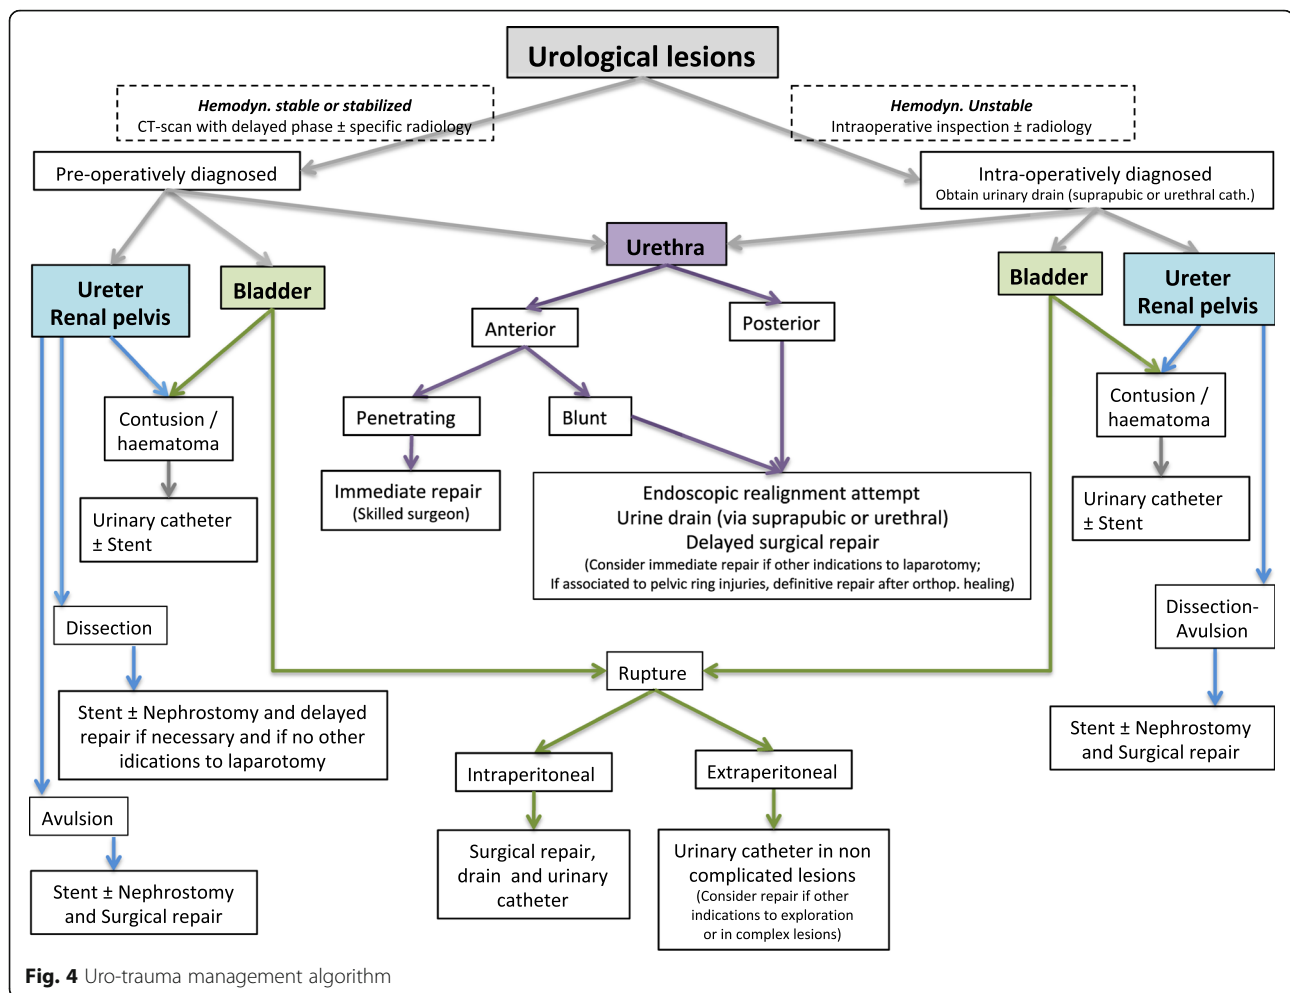 Urological lesions
Hemodyn. stable or stabilized
CT-scan with delayed phase ± specific radiology
Hemodyn. Unstable
Intraoperative inspection ± radiology
Pre-operatively diagnosed
Intra-operatively diagnosed
Obtain urinary drain (suprapubic or urethral cath.)
Urethra
Ureter
Renal pelvis
Bladder
Bladder
Ureter
Renal pelvis
Anterior
Posterior
Penetrating
Blunt
Contusion /
haematoma
Contusion /
haematoma
Immediate repair
(Skilled surgeon)
Endoscopic realignment attempt
Urine drain (via suprapubic or urethral)
Delayed surgical repair
(Consider immediate repair if other indications to laparotomy;
If associated to pelvic ring injuries, definitive repair after orthop. healing)
Urinary catheter
± Stent
Urinary catheter
± Stent
Dissection
Dissection-
Avulsion
Rupture
Stent ± Nephrostomy and delayed
repair if necessary and if no other
idications to laparotomy
Stent ± Nephrostomy
and Surgical repair
Intraperitoneal
Extraperitoneal
Avulsion
Surgical repair,
drain and urinary
catheter
Urinary catheter in non
complicated lesions
(Consider repair if other
indications to exploration
or in complex lesions)
Stent ± Nephrostomy
and Surgical repair
Fig. 4 Uro-trauma management algorithm